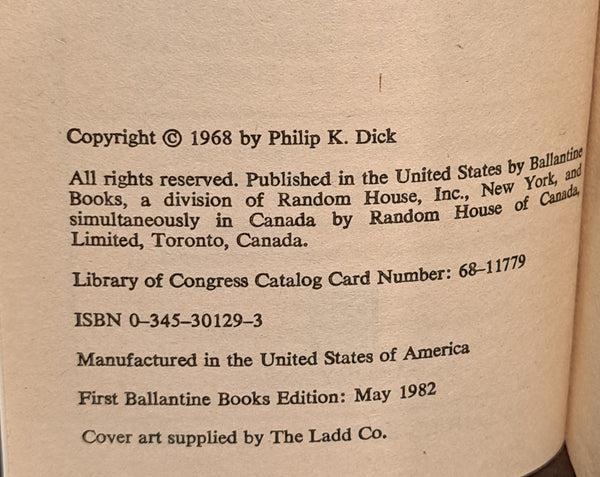 Copyright © 1968 by Philip K. Dick
All rights reserved. Published in the United States by Ballantine
Books, a division of Random House, Inc., New York, and
simultaneously in Canada by Random House of Canada,
Limited, Toronto, Canada.
Library of Congress Catalog Card Number: 68–11779
ISBN 0–345–30129–3
Manufactured in the United States of America
First Ballantine Books Edition: May 1982
Cover art supplied by The Ladd Co.